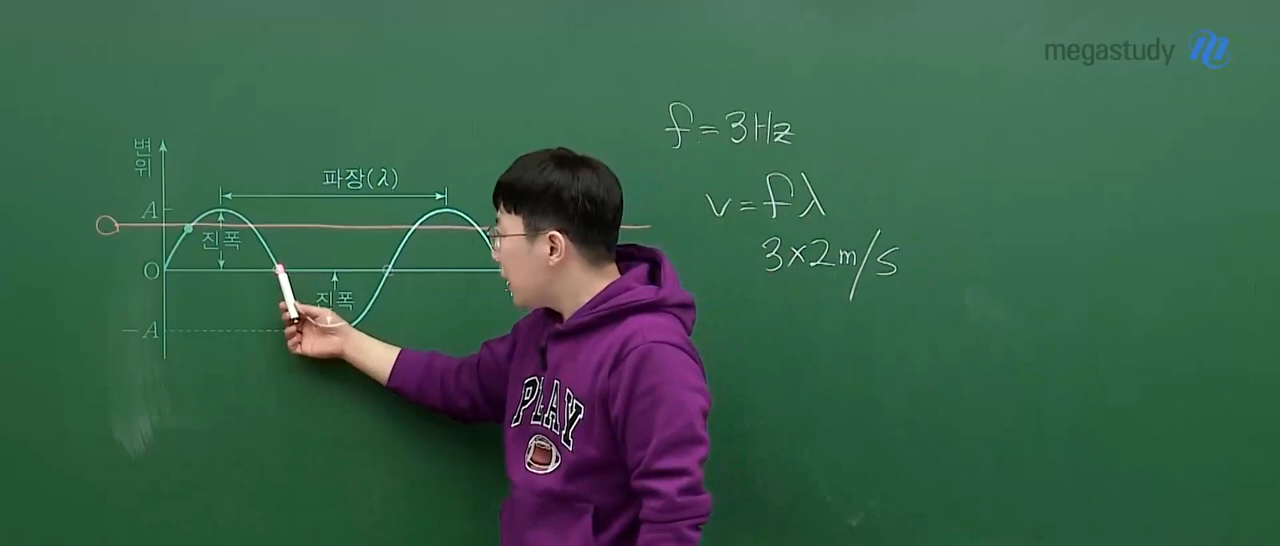 megastudy
f=3Hz
변위
파장(λ)
v=fλ
A
진폭
3×2m/s
O
진폭
-A
PLAY